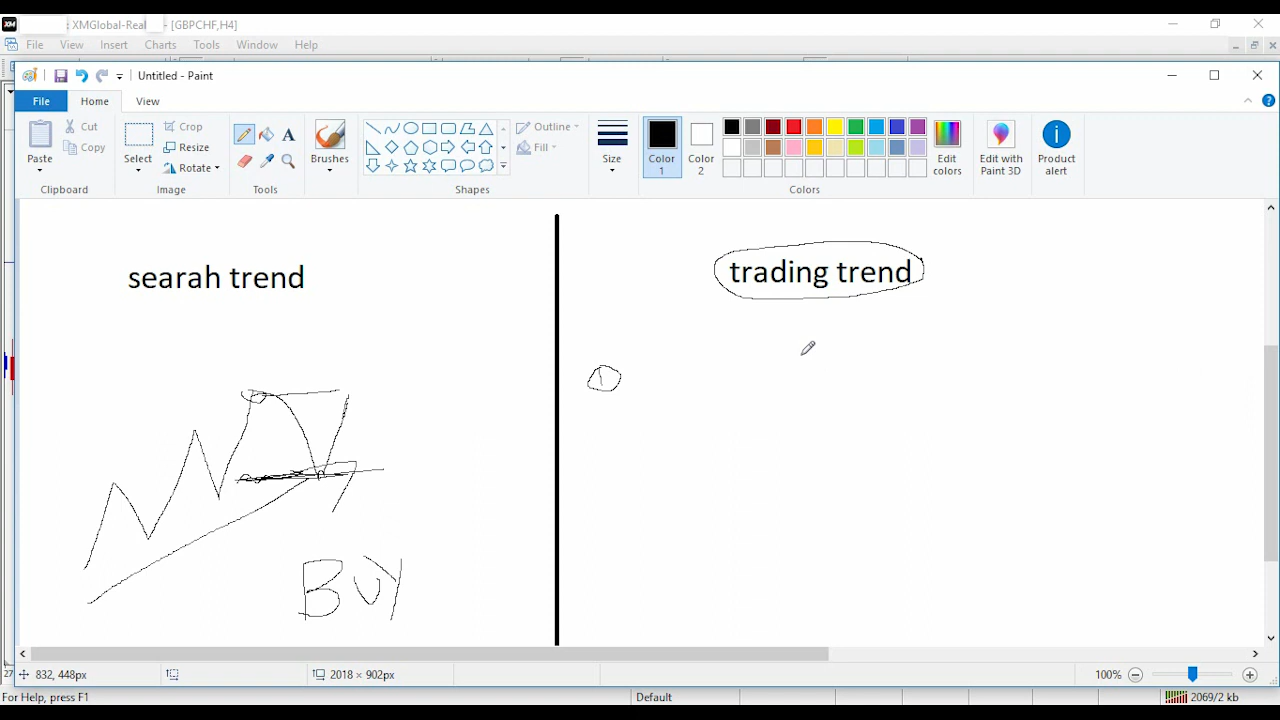 XM : XMGlobal-Real - [GBPCHF,H4]
File View Insert Charts Tools Window Help
Untitled - Paint
File Home View
Paste Cut Copy Select Crop Resize Rotate A Brushes Outline Fill Size Color 1 Color 2 Edit colors Edit with Paint 3D Product alert
Clipboard Image Tools Shapes Colors
searah trend
trading trend
1
BUY
832, 448px 2018 × 902px 100%
27
For Help, press F1 Default 2069/2 kb